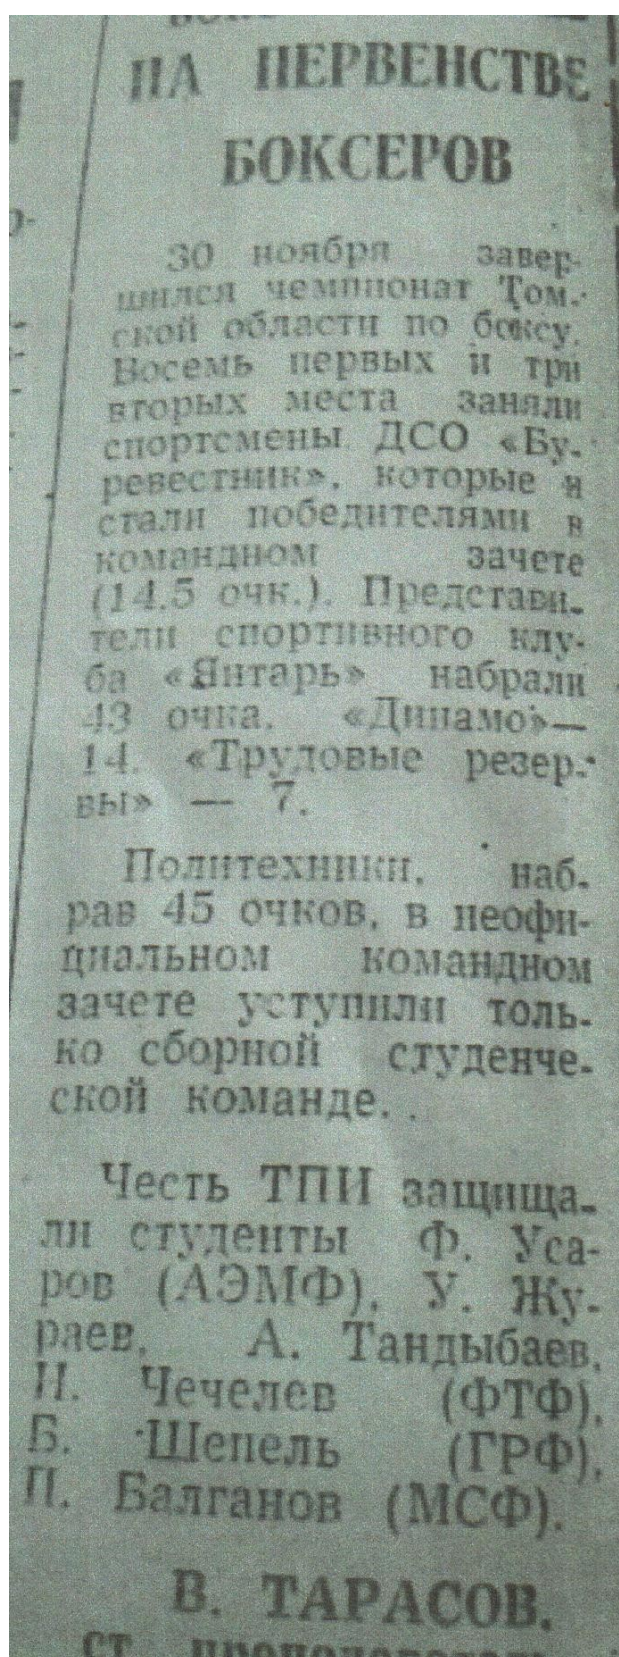 НА ПЕРВЕНСТВЕ
БОКСЕРОВ
30 ноября завер-
шился чемпионат Том-
ской области по боксу.
Восемь первых и три
вторых места заняли
спортсмены ДСО «Бу-
ревестник», которые и
стали победителями в
командном зачете
(14.5 очк.). Представи-
тели спортивного клу-
ба «Янтарь» набрали
43 очка, «Динамо»—
14, «Трудовые резер-
вы» — 7.
Политехники, наб-
рав 45 очков, в неофи-
циальном командном
зачете уступили толь-
ко сборной студенче-
ской команде.
Честь ТПИ защища-
ли студенты Ф. Уса-
ров (АЭМФ), У. Жу-
раев, А. Тандыбаев,
Н. Чечелев (ФТФ),
Б. Шепель (ГРФ),
П. Балганов (МСФ).
В. ТАРАСОВ,
ст.